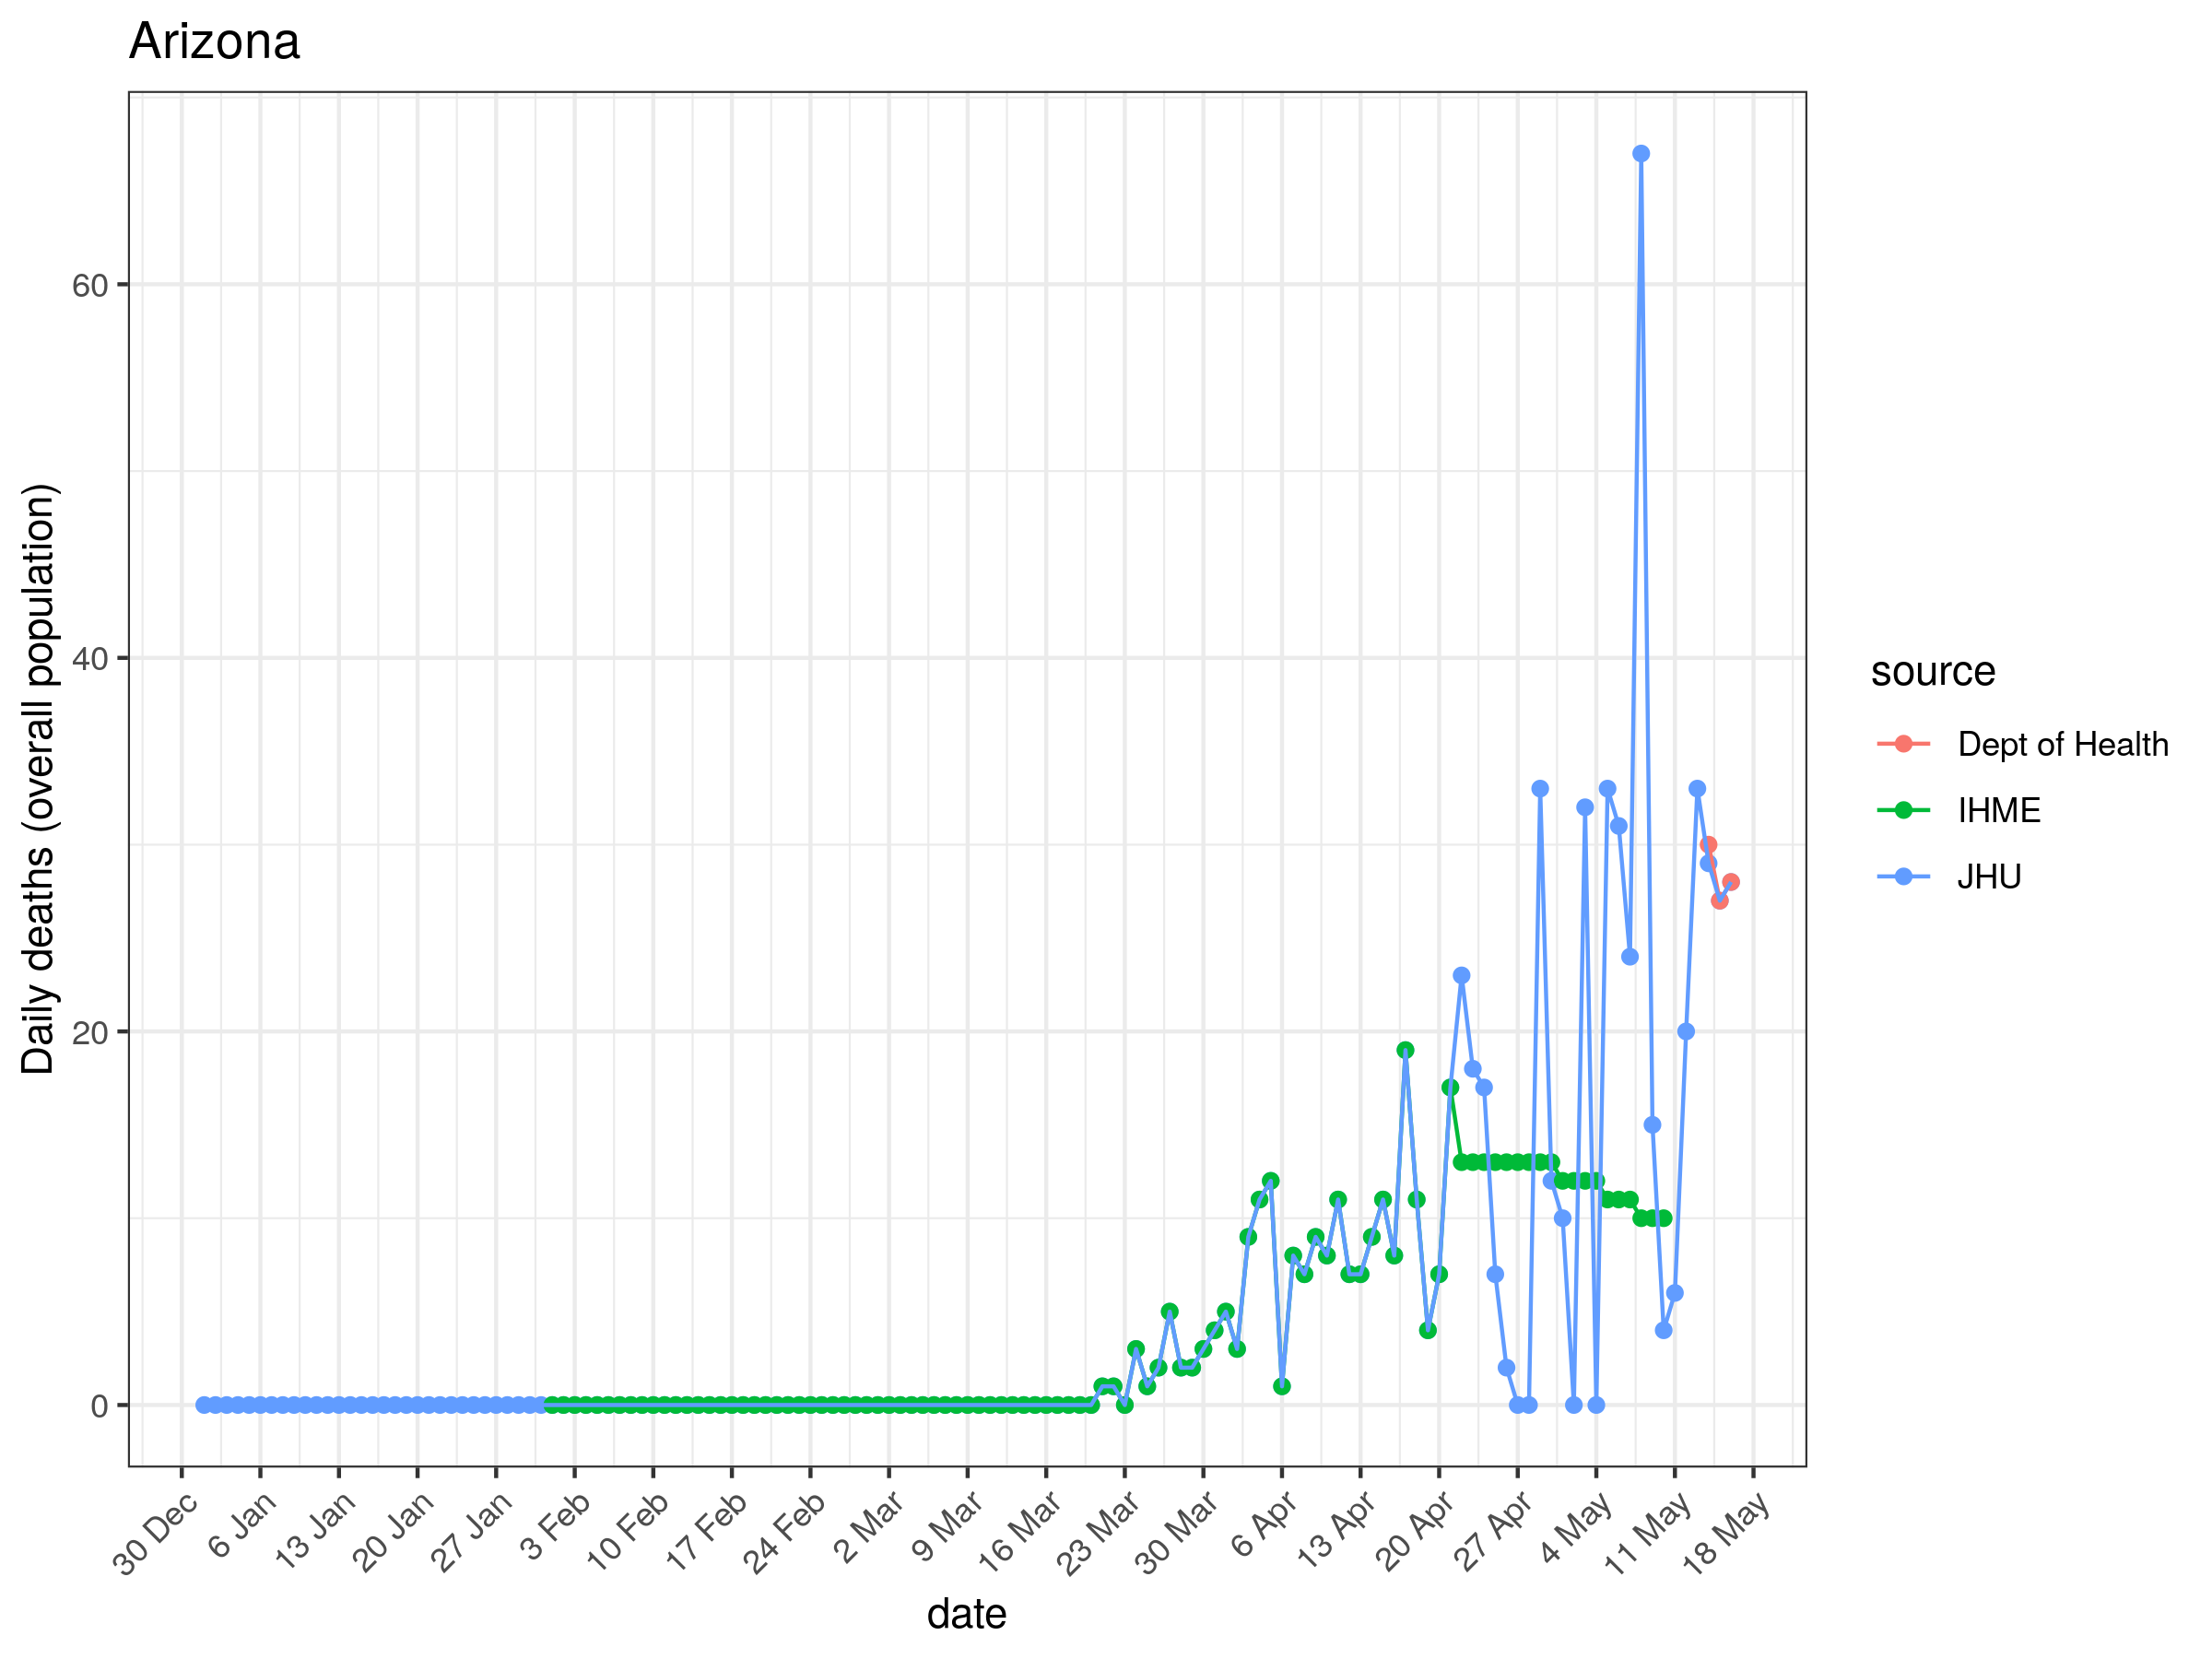 Arizona
Daily deaths (overall population)
60
40
20
0
30 Dec
6 Jan
13 Jan
20 Jan
27 Jan
3 Feb
10 Feb
17 Feb
24 Feb
2 Mar
9 Mar
16 Mar
23 Mar
30 Mar
6 Apr
13 Apr
20 Apr
27 Apr
4 May
11 May
18 May
date
source
Dept of Health
IHME
JHU